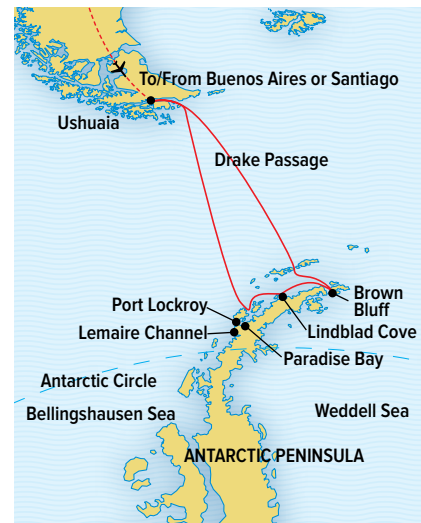 To/From Buenos Aires or Santiago
Ushuaia
Drake Passage
Port Lockroy
Brown
Bluff
Lemaire Channel
Lindblad Cove
Paradise Bay
Antarctic Circle
Bellingshausen Sea
Weddell Sea
ANTARCTIC PENINSULA